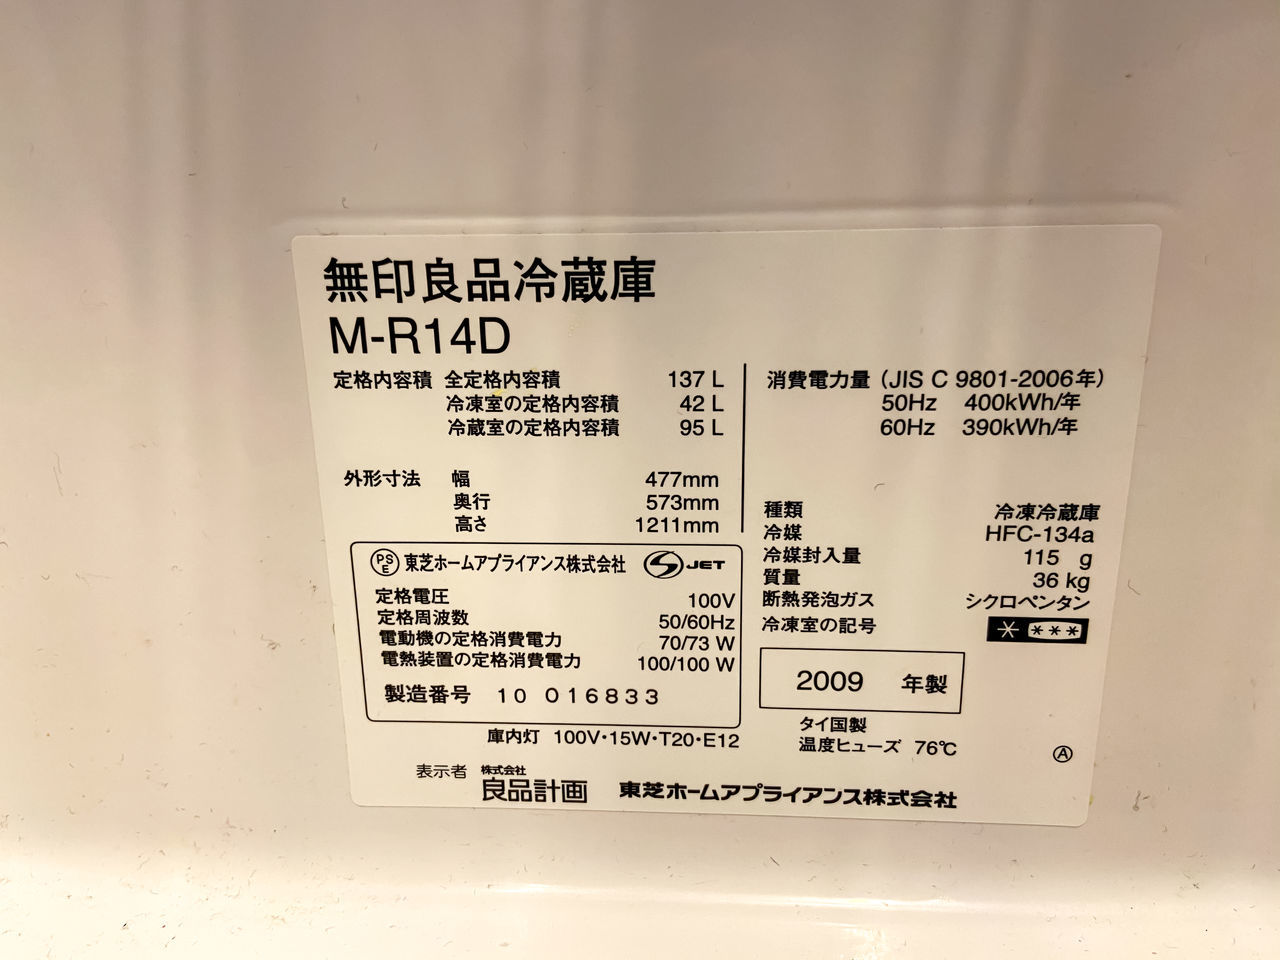 無印良品冷蔵庫
M-R14D
定格内容積 全定格内容積 137 L
冷凍室の定格内容積 42 L
冷蔵室の定格内容積 95 L
外形寸法 幅 477mm
奥行 573mm
高さ 1211mm
PSE 東芝ホームアプライアンス株式会社 JET
定格電圧 100V
定格周波数 50/60Hz
電動機の定格消費電力 70/73 W
電熱装置の定格消費電力 100/100 W
製造番号 10 016833
庫内灯 100V・15W・T20・E12
消費電力量 (JIS C 9801-2006年)
50Hz 400kWh/年
60Hz 390kWh/年
種類 冷凍冷蔵庫
冷媒 HFC-134a
冷媒封入量 115 g
質量 36 kg
断熱発泡ガス シクロペンタン
冷凍室の記号 * ***
2009 年製
タイ国製
温度ヒューズ 76℃
Ⓐ
表示者 株式会社
良品計画 東芝ホームアプライアンス株式会社